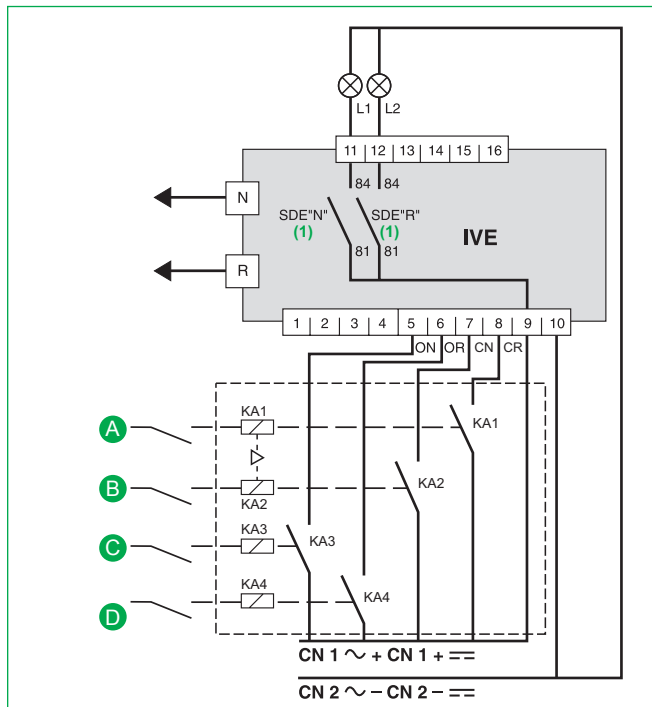 L1 L2
11 12 13 14 15 16
84 84
N
SDE"N" SDE"R"
(1) (1)
IVE
81 81
R
1 2 3 4 5 6 7 8 9 10
ON OR CN CR
KA1
A
KA1
B
KA2
KA2
KA3
C
KA3
KA4
D
KA4
CN 1 ∼ + CN 1 + ⎓
CN 2 ∼ – CN 2 – ⎓